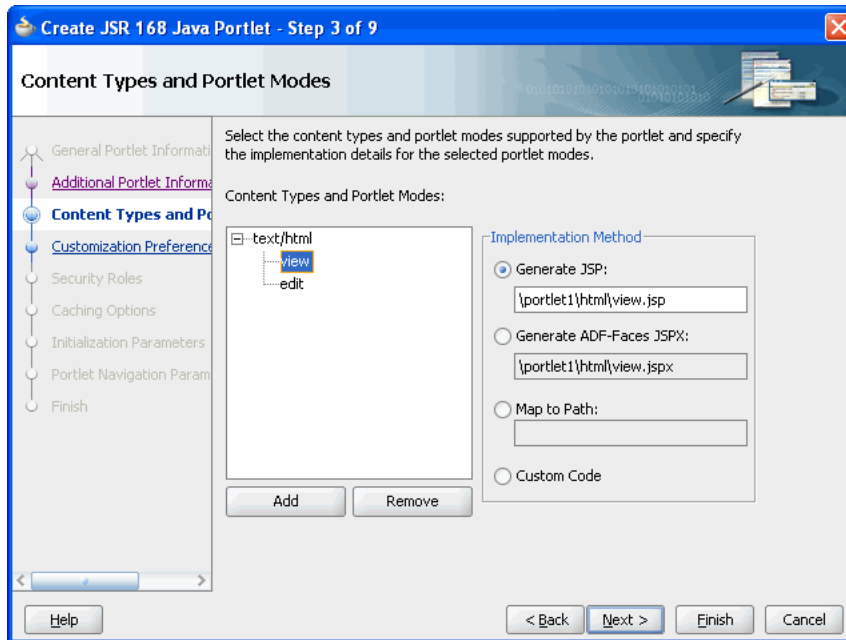 Create JSR 168 Java Portlet - Step 3 of 9
Content Types and Portlet Modes
General Portlet Informati
Additional Portlet Informa
Content Types and Po
Customization Preference
Security Roles
Caching Options
Initialization Parameters
Portlet Navigation Param
Finish
Select the content types and portlet modes supported by the portlet and specify
the implementation details for the selected portlet modes.
Content Types and Portlet Modes:
text/html
view
edit
Add
Remove
Implementation Method
Generate JSP:
\portlet1\html\view.jsp
Generate ADF-Faces JSPX:
\portlet1\html\view.jspx
Map to Path:
Custom Code
Help
< Back
Next >
Finish
Cancel